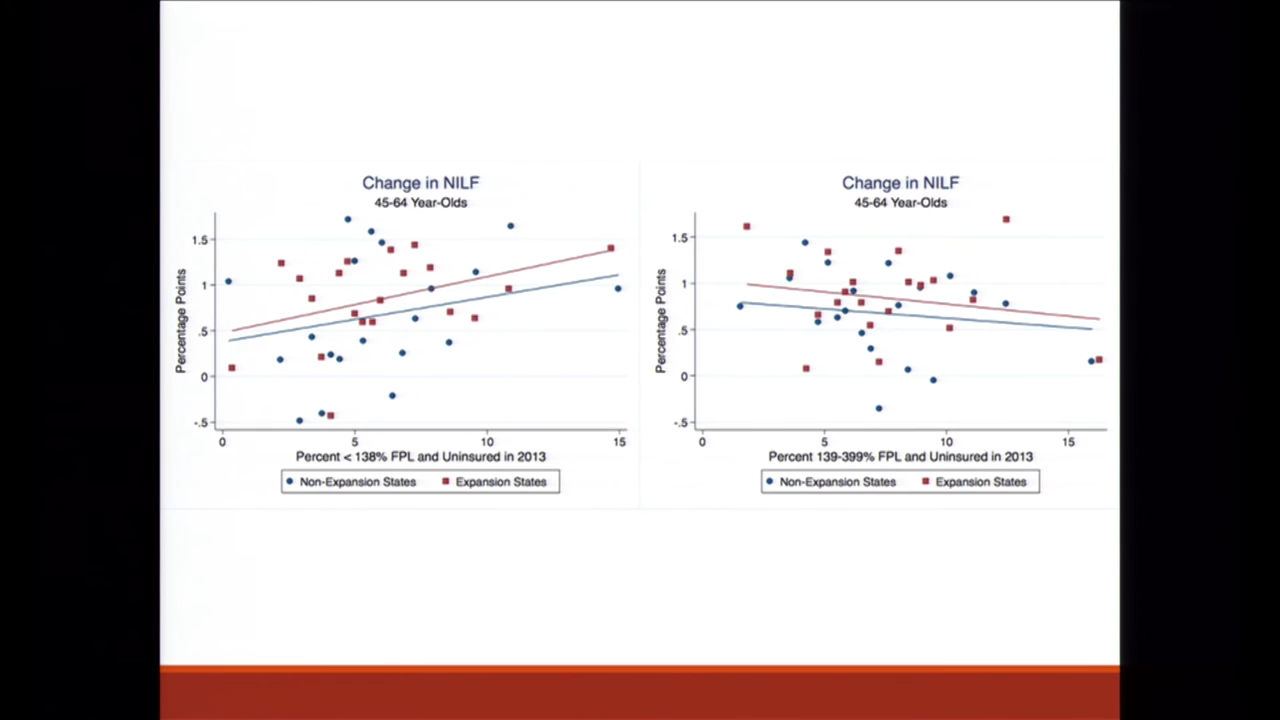 Change in NILF
45-64 Year-Olds
Percentage Points
1.5
1
.5
0
-.5
0 5 10 15
Percent < 138% FPL and Uninsured in 2013
Non-Expansion States Expansion States
Change in NILF
45-64 Year-Olds
Percentage Points
1.5
1
.5
0
-.5
0 5 10 15
Percent 139-399% FPL and Uninsured in 2013
Non-Expansion States Expansion States